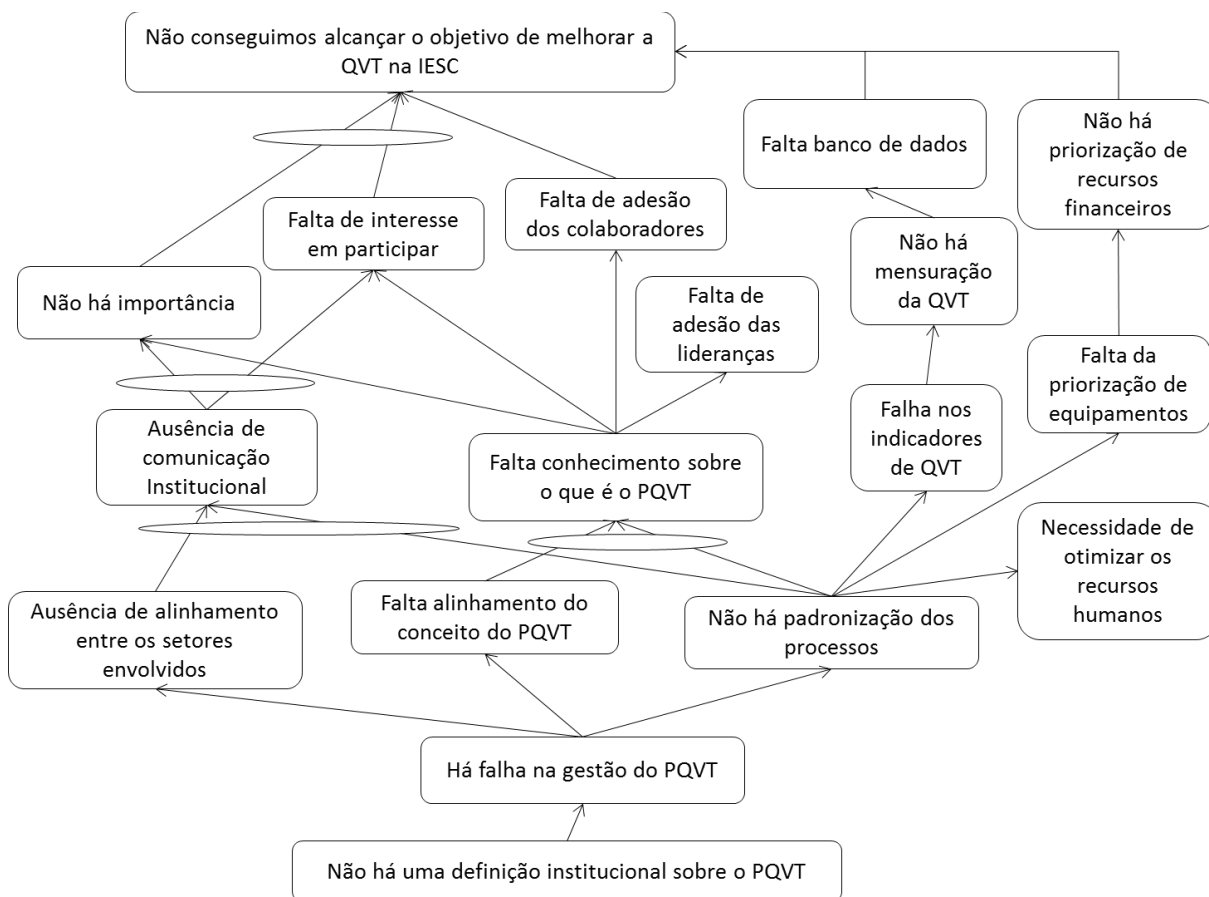 Não conseguimos alcançar o objetivo de melhorar a
QVT na IESC
Falta banco de dados
Não há
priorização de
recursos
financeiros
Falta de adesão
dos colaboradores
Falta de interesse
em participar
Não há
mensuração
da QVT
Não há importância
Falta de
adesão das
lideranças
Falta da
priorização de
equipamentos
Ausência de
comunicação
Institucional
Falta conhecimento sobre
o que é o PQVT
Falha nos
indicadores
de QVT
Necessidade de
otimizar os
recursos
humanos
Ausência de alinhamento
entre os setores
envolvidos
Falta alinhamento do
conceito do PQVT
Não há padronização dos
processos
Há falha na gestão do PQVT
Não há uma definição institucional sobre o PQVT